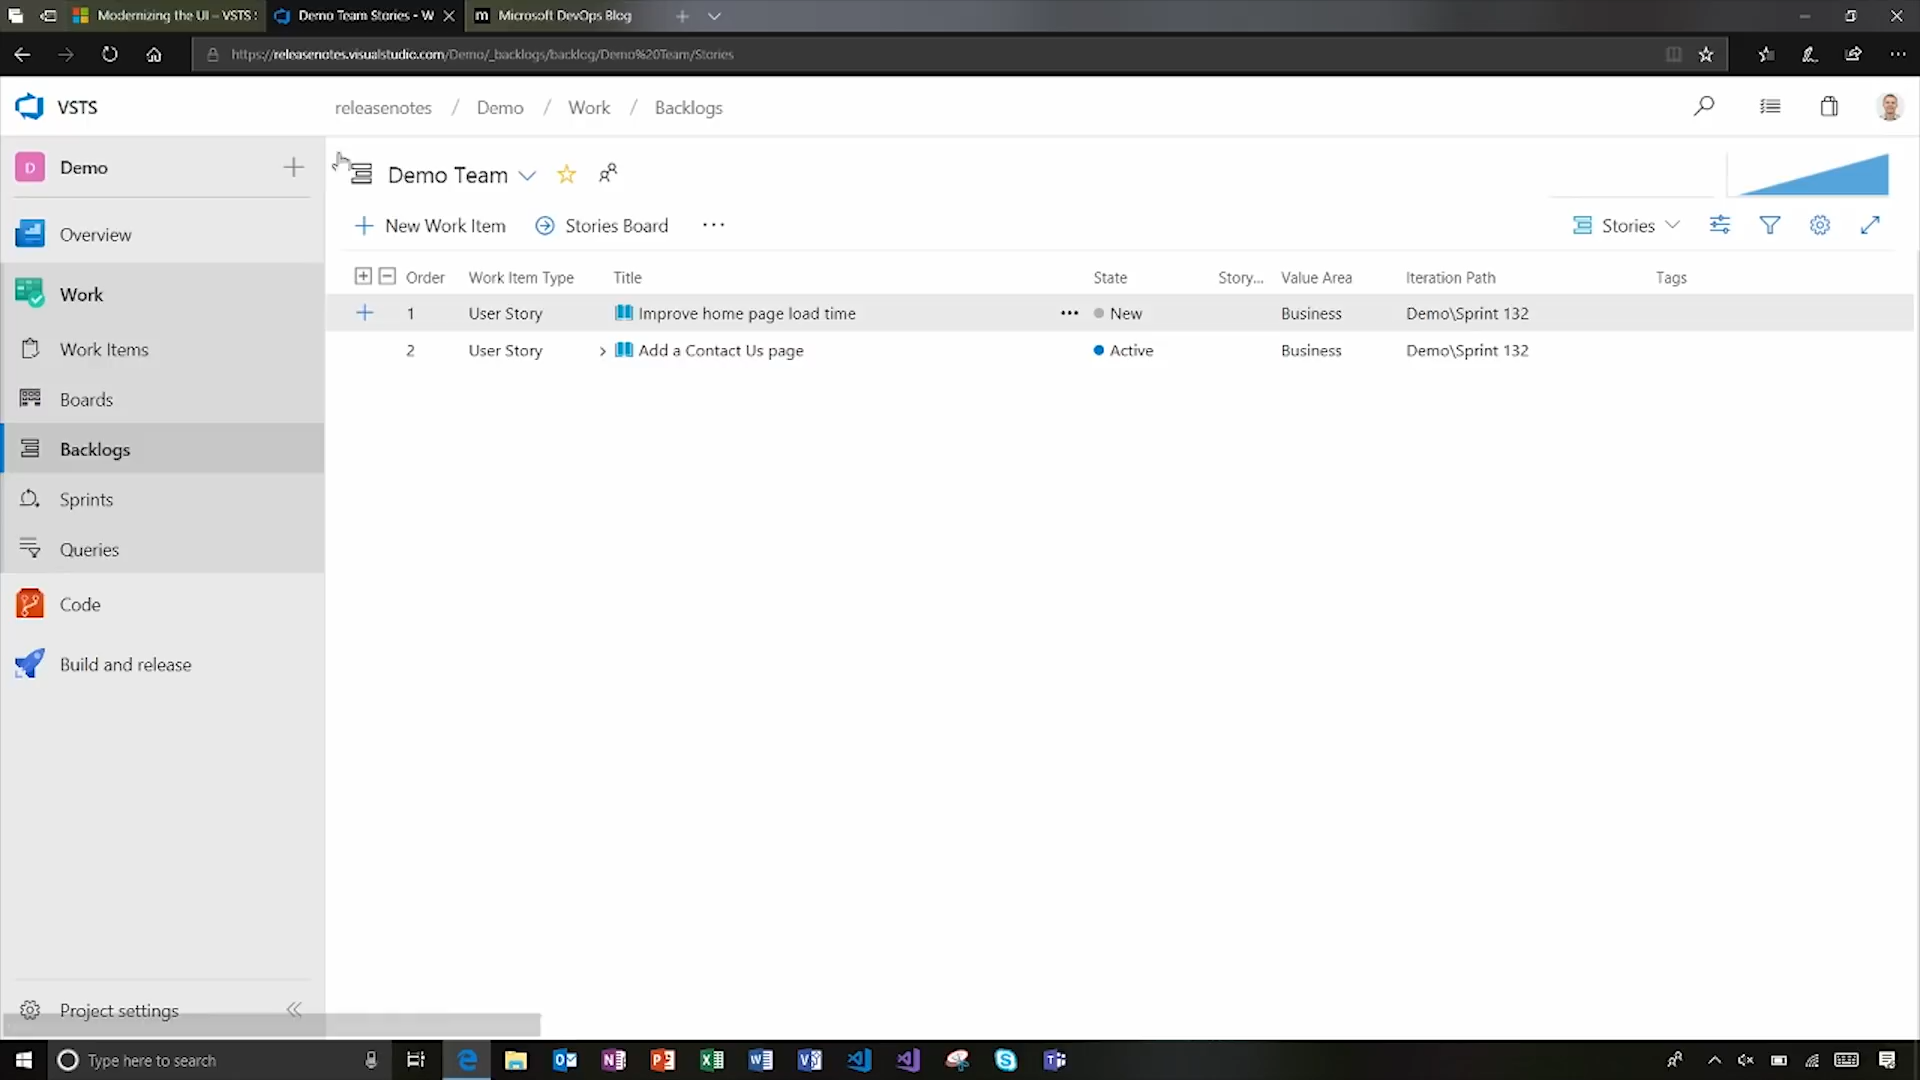 Modernizing the UI – VSTS
Demo Team Stories - W
Microsoft DevOps Blog
https://releasenotes.visualstudio.com/Demo/_backlogs/backlog/Demo%20Team/Stories
VSTS
releasenotes / Demo / Work / Backlogs
D Demo
Demo Team
Overview
New Work Item
Stories Board
Stories
Work
Work Items
Boards
Backlogs
Sprints
Queries
Code
Build and release
Order Work Item Type Title State Story... Value Area Iteration Path Tags
1 User Story Improve home page load time ••• New Business Demo\Sprint 132
2 User Story Add a Contact Us page Active Business Demo\Sprint 132
Project settings
Type here to search